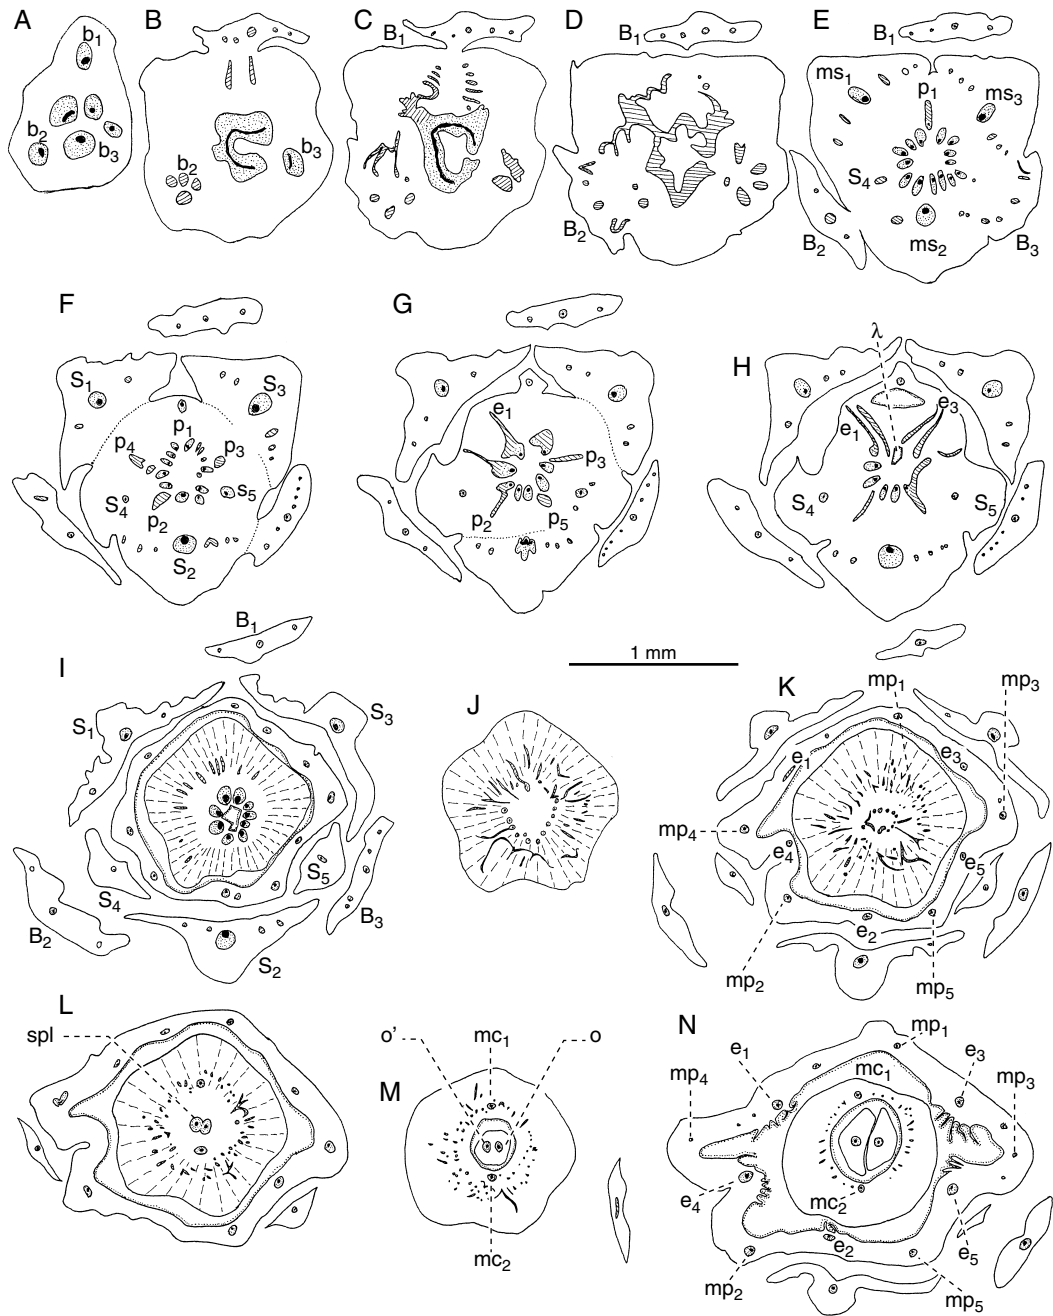 A
b1
b2
b3
B
b2
b3
C
B1
D
B1
B2
E
B1
ms1
p1
ms3
S4
B2
ms2
B3
F
S1
S3
p1
p4
p3
S4
s5
p2
S2
G
e1
p3
p2
p5
H
λ
e1
e3
S4
S5
I
B1
S1
S3
S5
S4
B2
B3
S2
1 mm
J
K
mp1
mp3
e1
e3
mp4
e4
e5
e2
mp2
mp5
L
spl
M
o’
mc1
o
mc2
N
mp1
e1
e3
mc1
mp4
mp3
e4
mc2
e2
e5
mp2
mp5